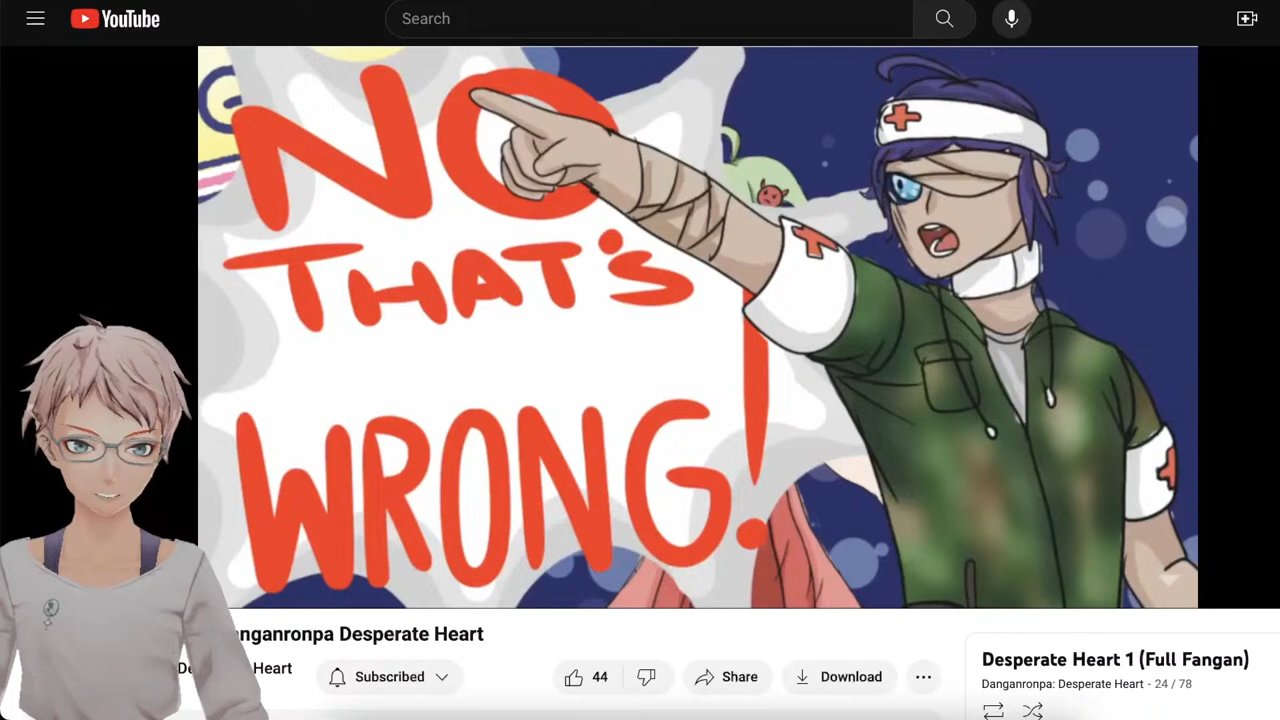 YouTube
Search
NO
THAT'S
WRONG!
nganronpa Desperate Heart
De
Heart
Subscribed
44
Share
Download
Desperate Heart 1 (Full Fangan)
Danganronpa: Desperate Heart - 24 / 78